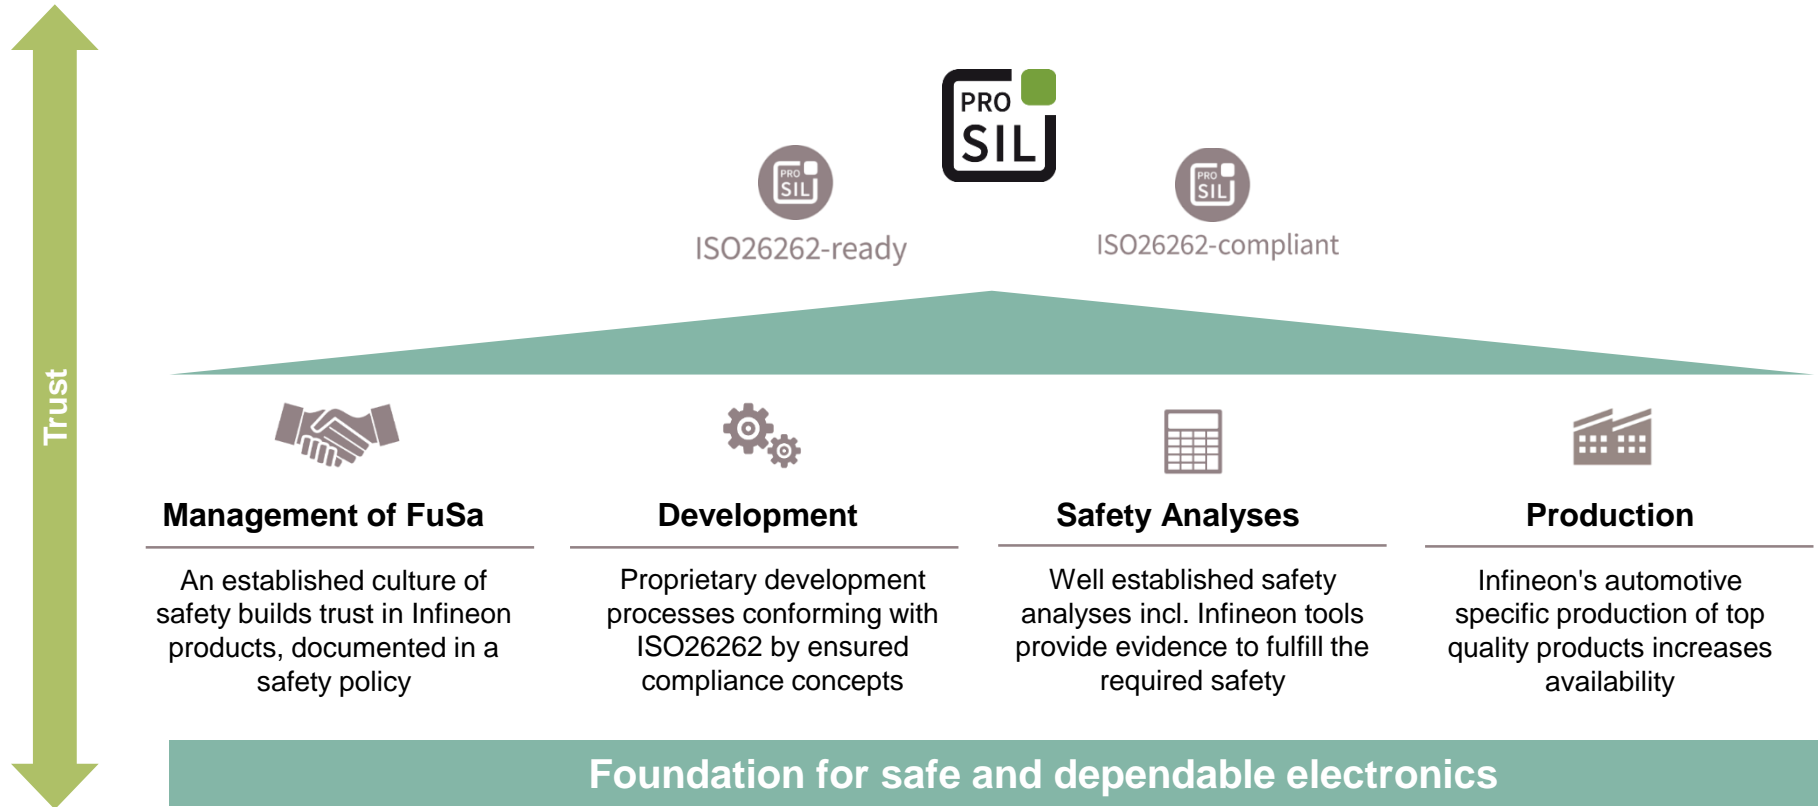 PRO
SIL
PRO
SIL
ISO26262-ready
PRO
SIL
ISO26262-compliant
Trust
Management of FuSa
An established culture of
safety builds trust in Infineon
products, documented in a
safety policy
Development
Proprietary development
processes conforming with
ISO26262 by ensured
compliance concepts
Safety Analyses
Well established safety
analyses incl. Infineon tools
provide evidence to fulfill the
required safety
Production
Infineon's automotive
specific production of top
quality products increases
availability
Foundation for safe and dependable electronics